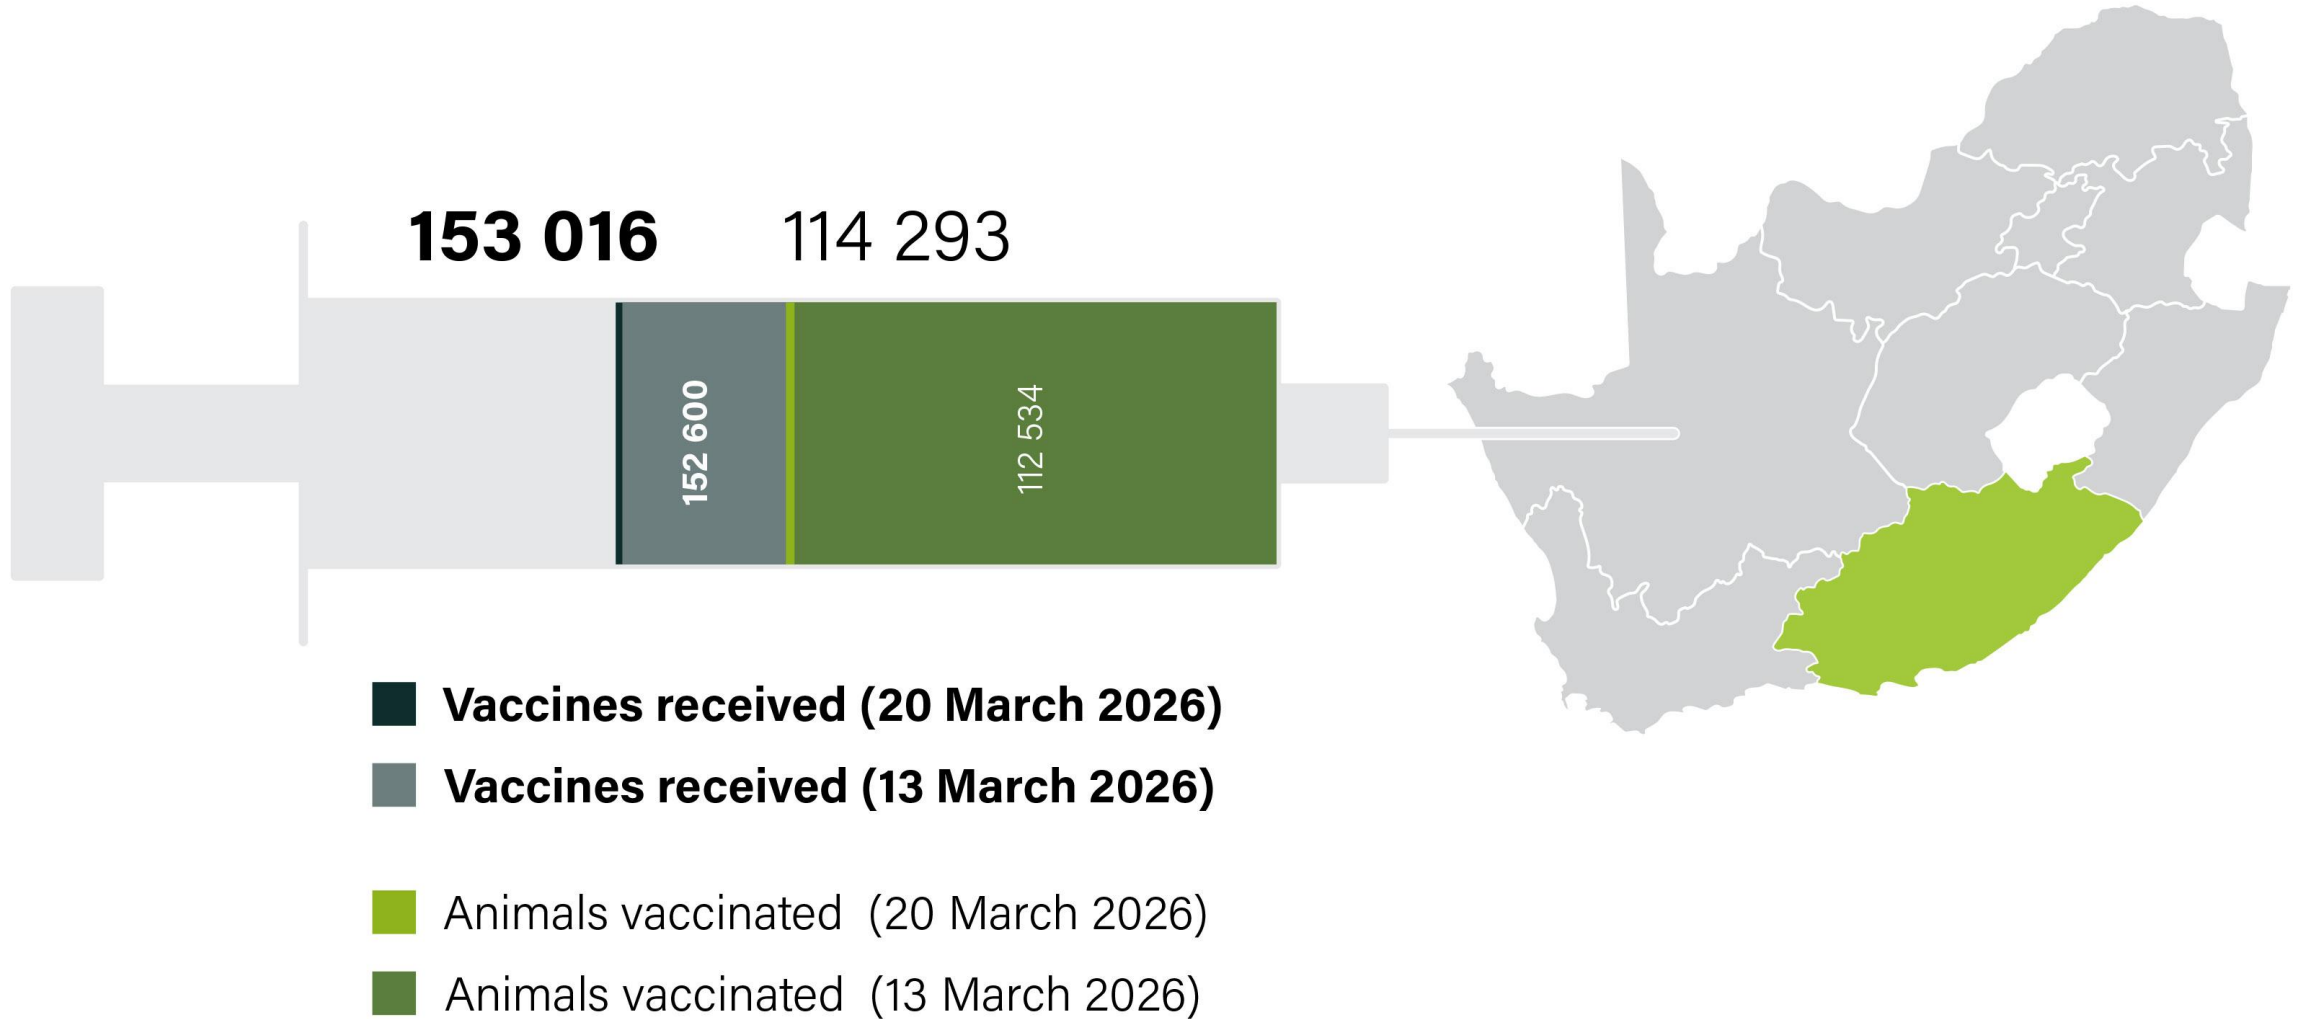 153 016
114 293
152 600
112 534
Vaccines received (20 March 2026)
Vaccines received (13 March 2026)
Animals vaccinated (20 March 2026)
Animals vaccinated (13 March 2026)